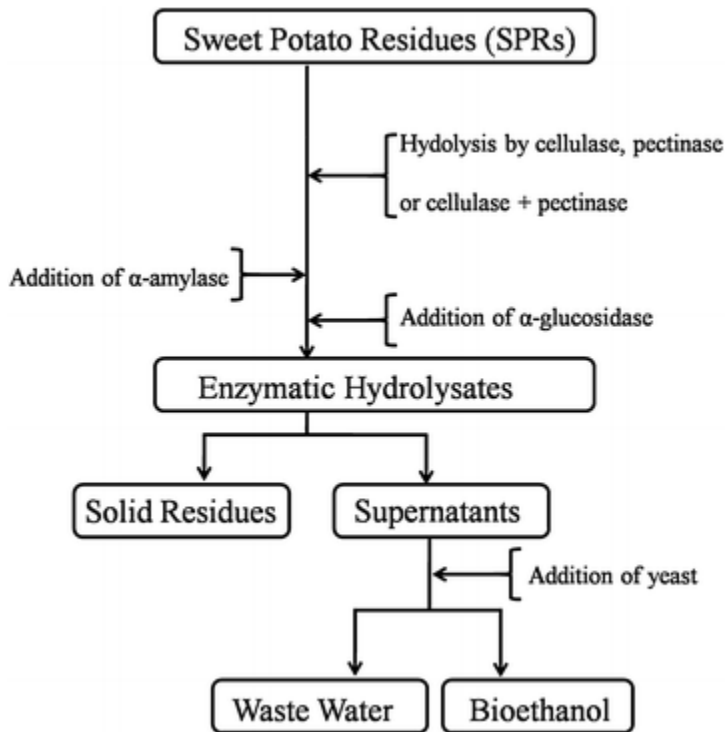 Sweet Potato Residues (SPRs)
Hydolysis by cellulase, pectinase
or cellulase + pectinase
Addition of α-amylase
Addition of α-glucosidase
Enzymatic Hydrolysates
Solid Residues
Supernatants
Addition of yeast
Waste Water
Bioethanol